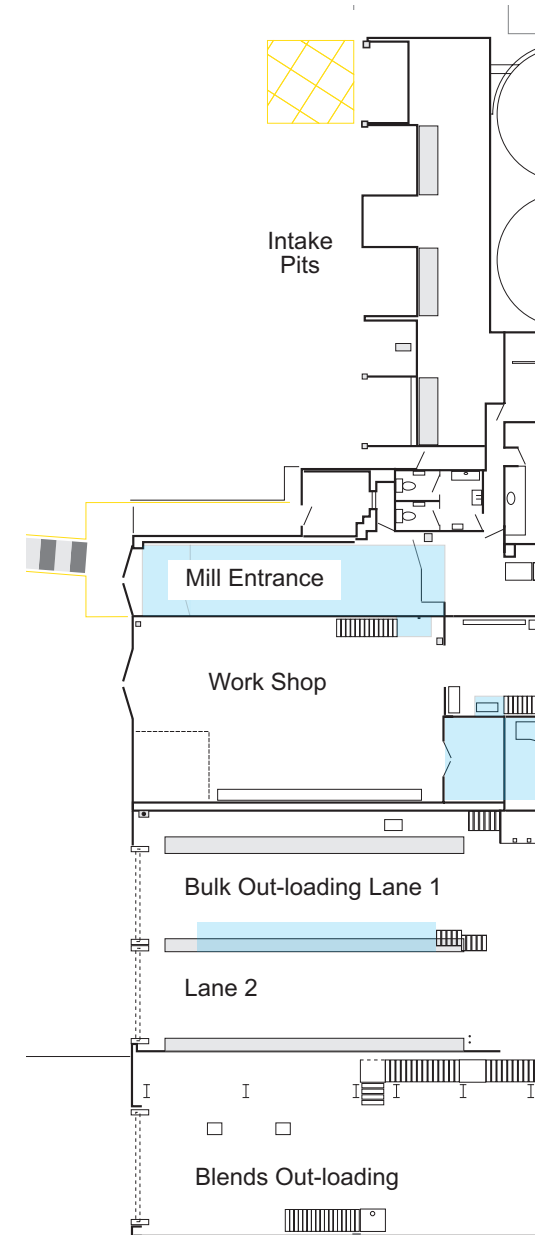 Intake
Pits
Mill Entrance
Work Shop
Bulk Out-loading Lane 1
Lane 2
Blends Out-loading